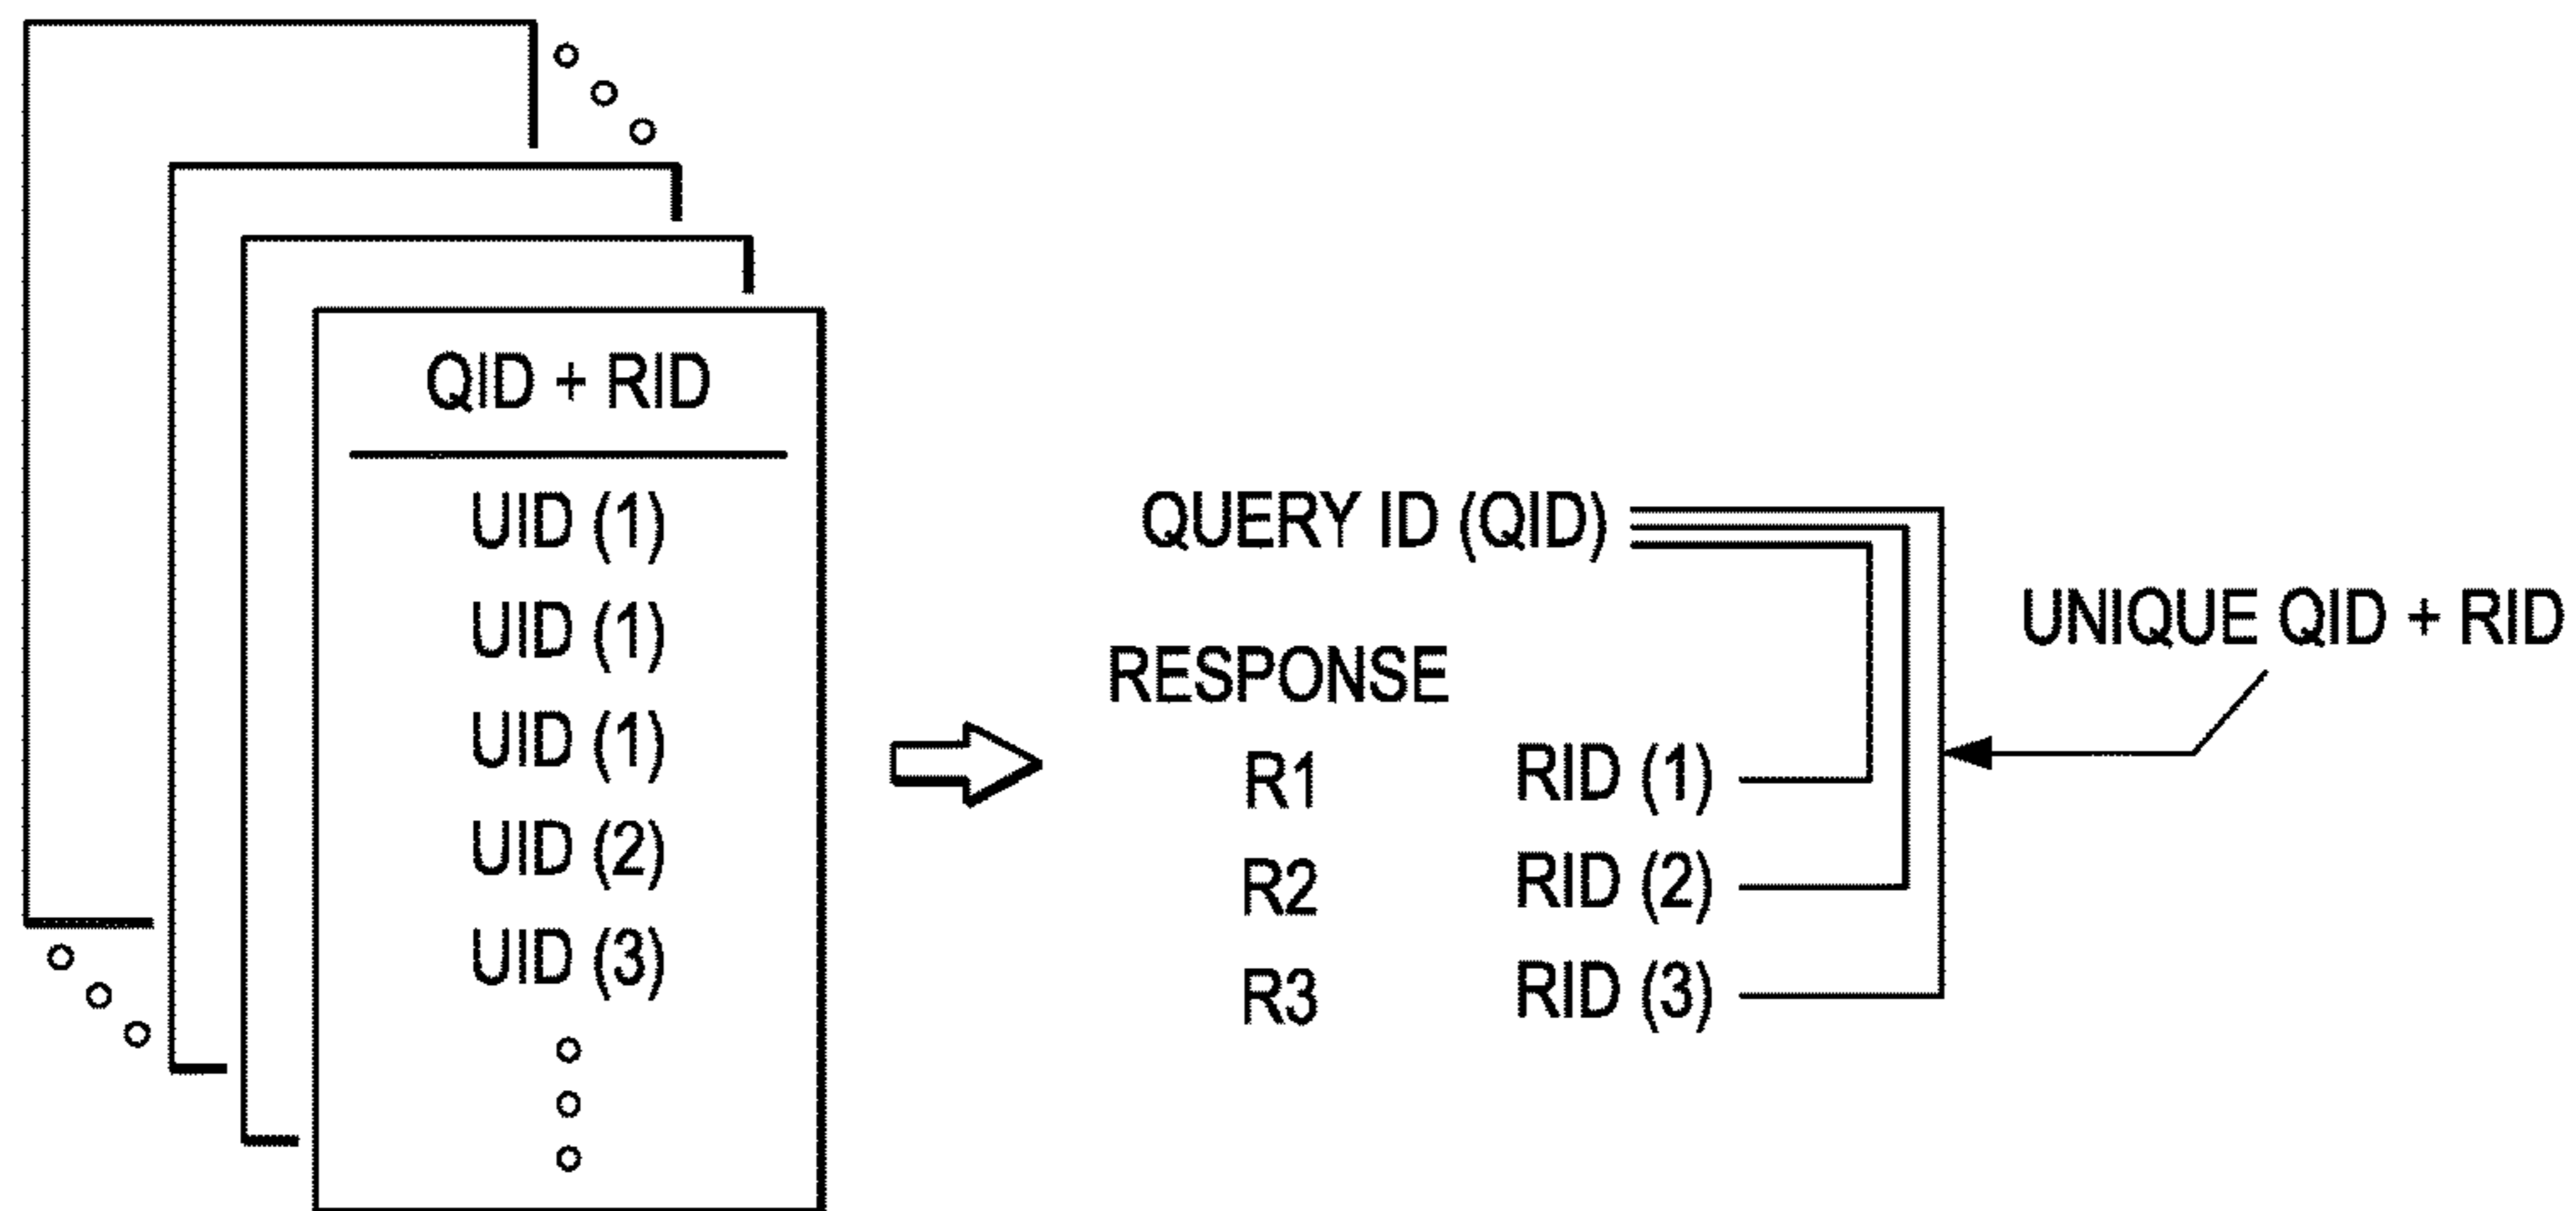 QID + RID
UID (1)
UID (1)
UID (1)
UID (2)
UID (3)
QUERY ID (QID)
RESPONSE
R1 RID (1)
R2 RID (2)
R3 RID (3)
UNIQUE QID + RID